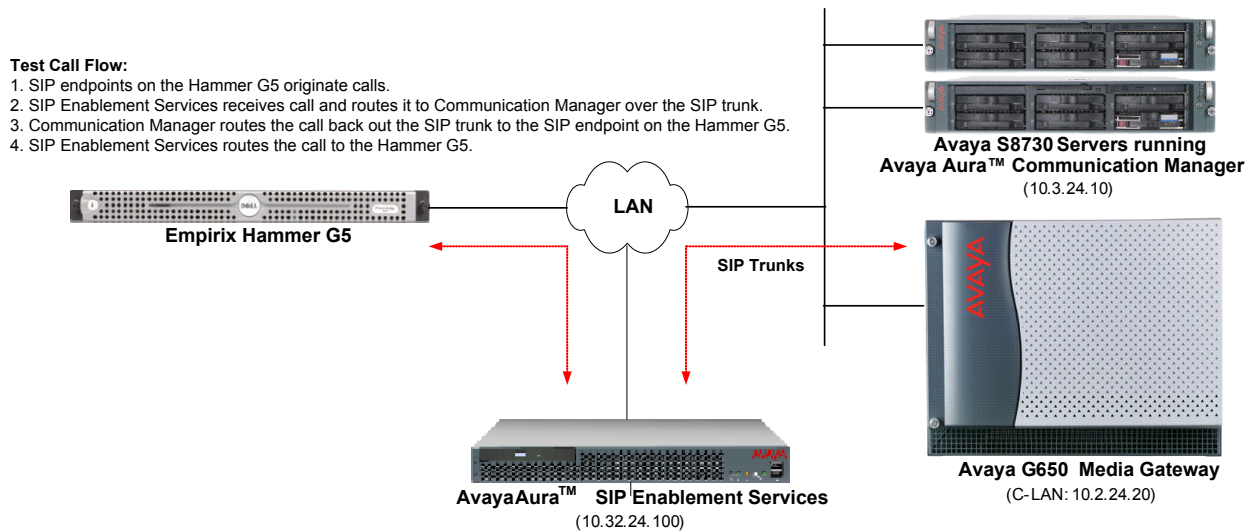 Test Call Flow:
1. SIP endpoints on the Hammer G5 originate calls.
2. SIP Enablement Services receives call and routes it to Communication Manager over the SIP trunk.
3. Communication Manager routes the call back out the SIP trunk to the SIP endpoint on the Hammer G5.
4. SIP Enablement Services routes the call to the Hammer G5.
AVAYA
AVAYA
Avaya S8730 Servers running
Avaya Aura™ Communication Manager
(10.3.24.10)
DELL
Empirix Hammer G5
LAN
SIP Trunks
AVAYA
Avaya G650 Media Gateway
(C-LAN: 10.2.24.20)
AVAYA
AvayaAura™ SIP Enablement Services
(10.32.24.100)